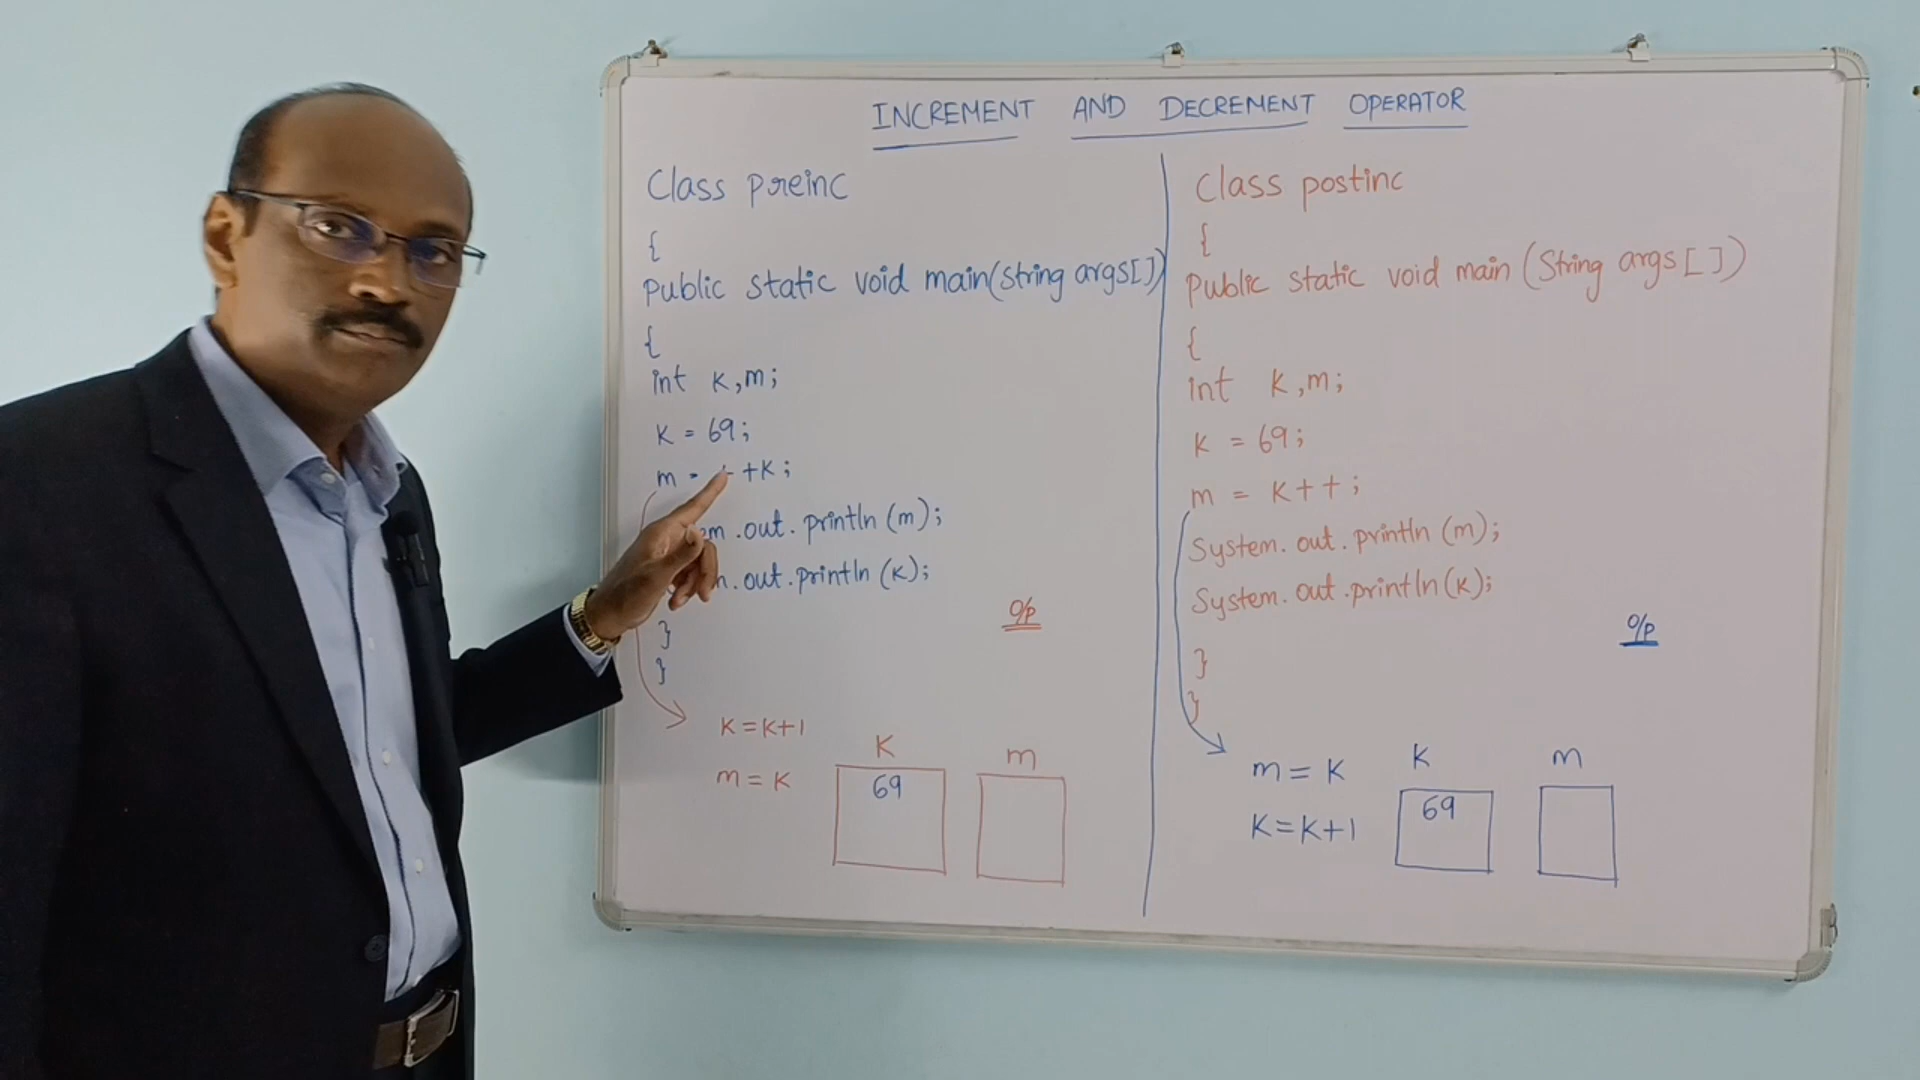 INCREMENT AND DECREMENT OPERATOR
Class preinc
{
Public static void main(String args[])
{
int k,m;
k = 69;
m = ++k;
m.out.println(m);
.out.println(k);
}
}
O/P
k=k+1
m=k
k
69
m
Class postinc
{
Public static void main (String args[])
{
int k,m;
k = 69;
m = k++;
System.out.println(m);
System.out.println(k);
}
}
O/P
m=k
k=k+1
k
69
m